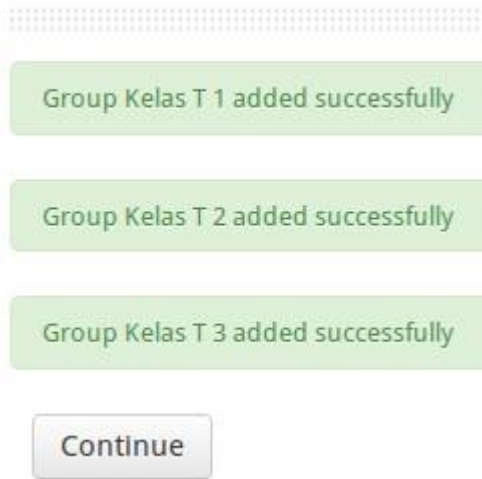 Group Kelas T 1 added successfully
Group Kelas T 2 added successfully
Group Kelas T 3 added successfully
Continue